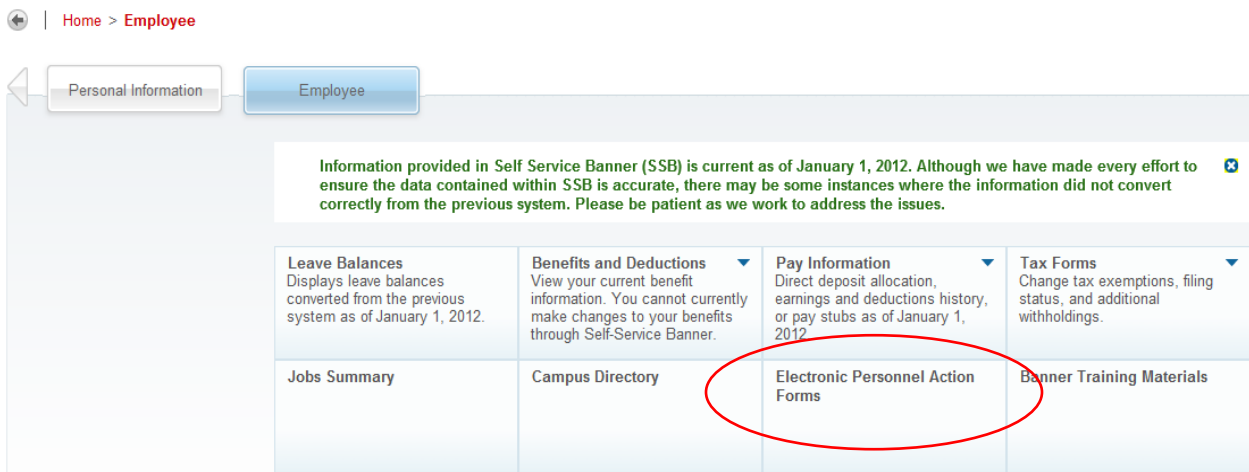 Home > Employee
Personal Information
Employee
Information provided in Self Service Banner (SSB) is current as of January 1, 2012. Although we have made every effort to
ensure the data contained within SSB is accurate, there may be some instances where the information did not convert
correctly from the previous system. Please be patient as we work to address the issues.
Leave Balances
Displays leave balances
converted from the previous
system as of January 1, 2012.
Benefits and Deductions
View your current benefit
information. You cannot currently
make changes to your benefits
through Self-Service Banner.
Pay Information
Direct deposit allocation,
earnings and deductions history,
or pay stubs as of January 1,
2012.
Tax Forms
Change tax exemptions, filing
status, and additional
withholdings.
Jobs Summary
Campus Directory
Electronic Personnel Action
Forms
Banner Training Materials